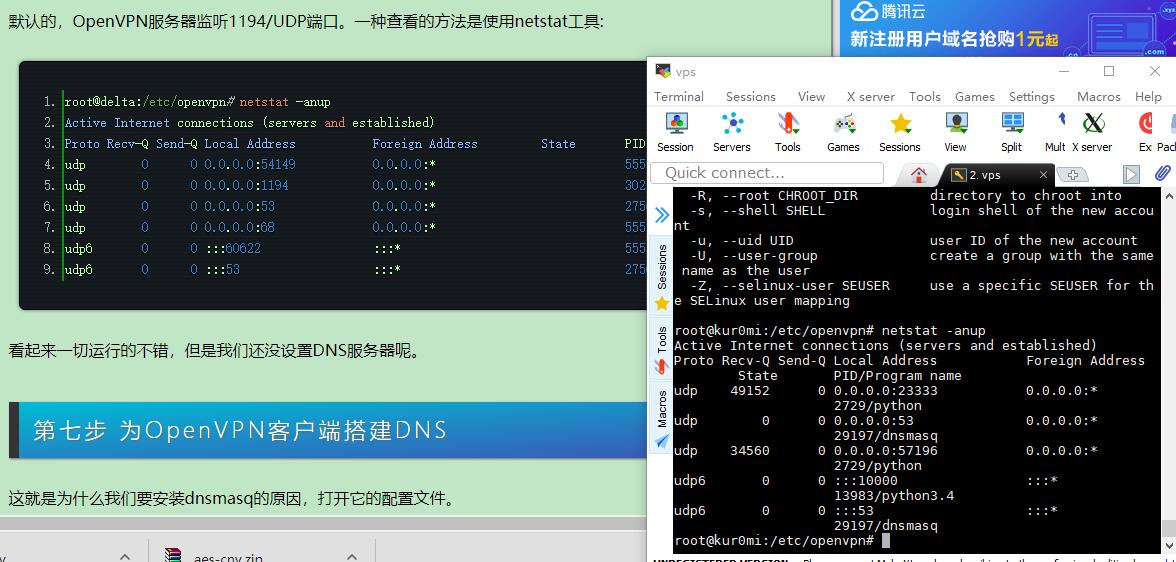 默认的，OpenVPN服务器监听1194/UDP端口。一种查看的方法是使用netstat工具:
1. root@delta:/etc/openvpn# netstat -anup
2. Active Internet connections (servers and established)
3. Proto Recv-Q Send-Q Local Address Foreign Address State PID
4. udp 0 0 0.0.0.0:54149 0.0.0.0:* 555
5. udp 0 0 0.0.0.0:1194 0.0.0.0:* 302
6. udp 0 0 0.0.0.0:53 0.0.0.0:* 275
7. udp 0 0 0.0.0.0:68 0.0.0.0:* 555
8. udp6 0 0 :::60622 :::* 555
9. udp6 0 0 :::53 :::* 275
看起来一切运行的不错，但是我们还没设置DNS服务器呢。
第七步 为OpenVPN客户端搭建DNS
这就是为什么我们要安装dnsmasq的原因，打开它的配置文件。
aes-cny.zip
腾讯云
新注册用户域名抢购1元起
.xyz
.cn
.com
vps
Terminal Sessions View X server Tools Games Settings Macros Help
Session Servers Tools Games Sessions View Split Mult X server Ex Pack
Quick connect...
2. vps
Sessions
Tools
Macros
-R, --root CHROOT_DIR directory to chroot into
-s, --shell SHELL login shell of the new accou
nt
-u, --uid UID user ID of the new account
-U, --user-group create a group with the same
name as the user
-Z, --selinux-user SEUSER use a specific SEUSER for th
e SELinux user mapping
root@kur0mi:/etc/openvpn# netstat -anup
Active Internet connections (servers and established)
Proto Recv-Q Send-Q Local Address Foreign Address
State PID/Program name
udp 49152 0 0.0.0.0:23333 0.0.0.0:*
2729/python
udp 0 0 0.0.0.0:53 0.0.0.0:*
29197/dnsmasq
udp 34560 0 0.0.0.0:57196 0.0.0.0:*
2729/python
udp6 0 0 :::10000 :::*
13983/python3.4
udp6 0 0 :::53 :::*
29197/dnsmasq
root@kur0mi:/etc/openvpn#